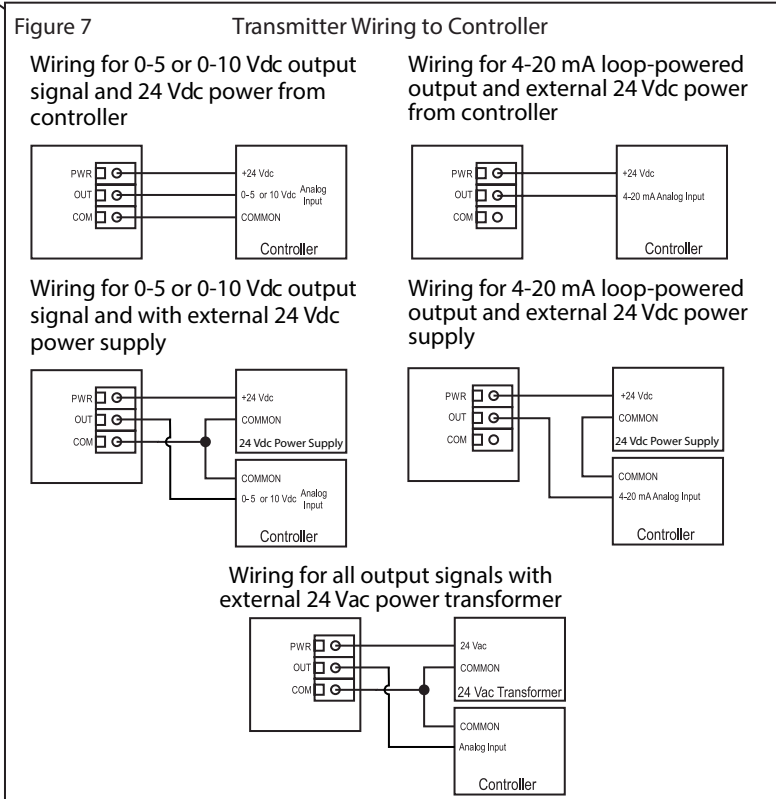 Figure 7 Transmitter Wiring to Controller
Wiring for 0-5 or 0-10 Vdc output
signal and 24 Vdc power from
controller
PWR
OUT
COM
+24 Vdc
0-5 or 10 Vdc Analog
Input
COMMON
Controller
Wiring for 4-20 mA loop-powered
output and external 24 Vdc power
from controller
PWR
OUT
COM
+24 Vdc
4-20 mA Analog Input
Controller
Wiring for 0-5 or 0-10 Vdc output
signal and with external 24 Vdc
power supply
PWR
OUT
COM
+24 Vdc
COMMON
24 Vdc Power Supply
COMMON
0-5 or 10 Vdc Analog
Input
Controller
Wiring for 4-20 mA loop-powered
output and external 24 Vdc power
supply
PWR
OUT
COM
+24 Vdc
COMMON
24 Vdc Power Supply
COMMON
4-20 mA Analog Input
Controller
Wiring for all output signals with
external 24 Vac power transformer
PWR
OUT
COM
24 Vac
COMMON
24 Vac Transformer
COMMON
Analog Input
Controller